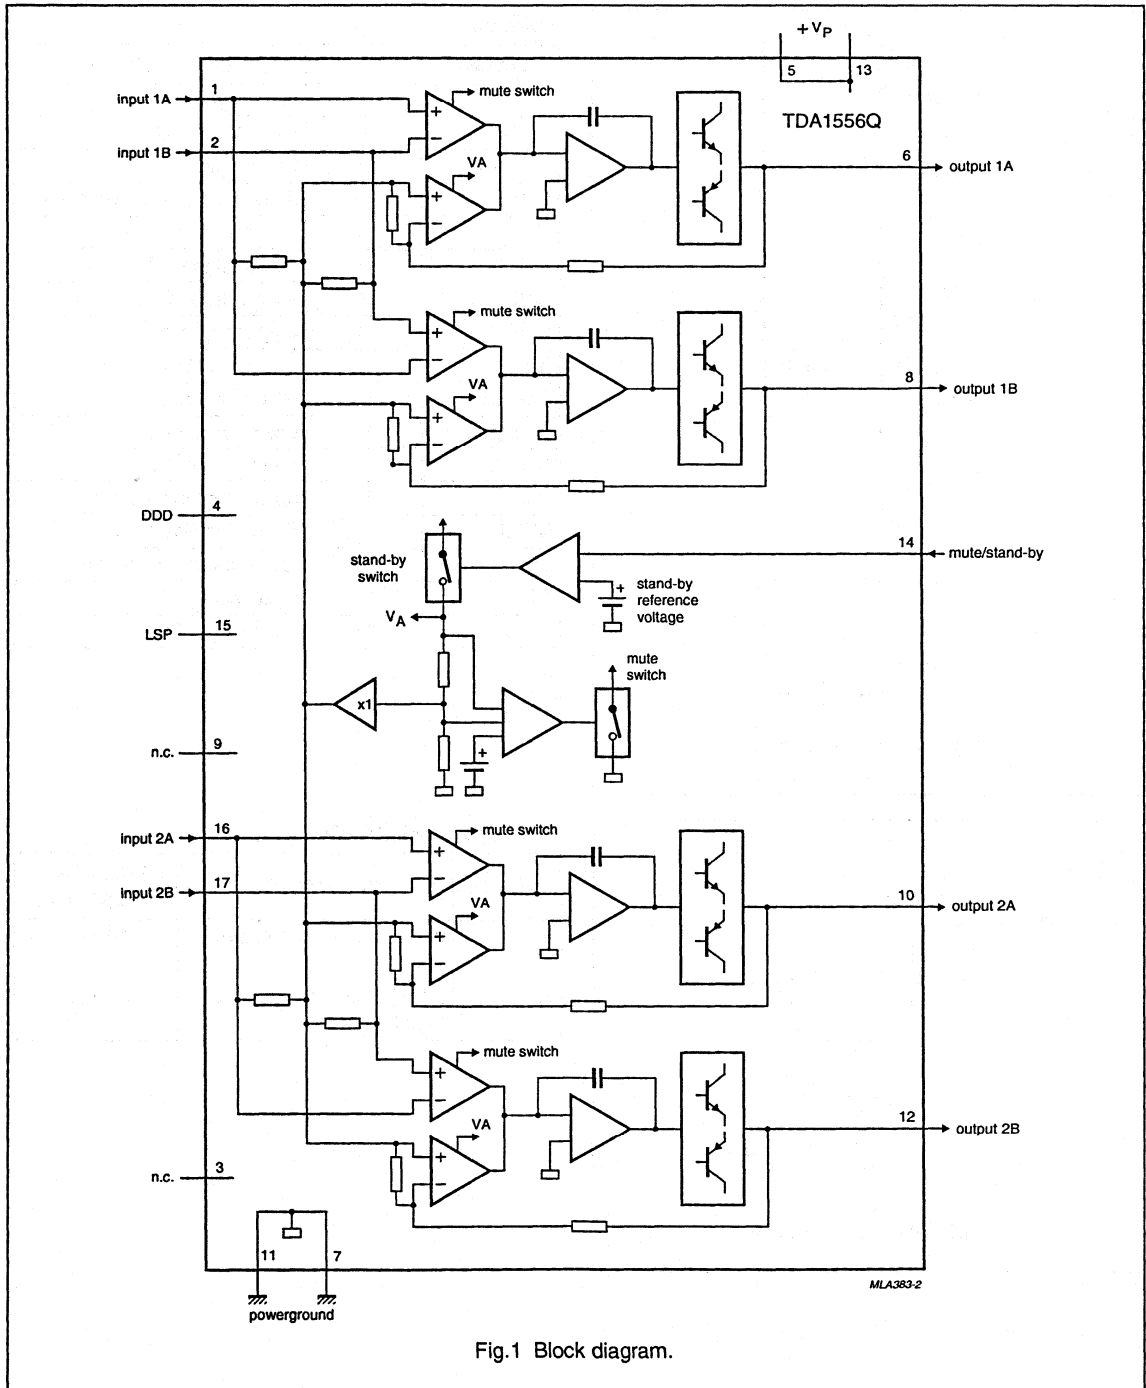 +VP
5 13
TDA1556Q
input 1A 1
mute switch
+
−
input 1B 2
VA
+
−
6 output 1A
mute switch
+
−
VA
+
−
8 output 1B
DDD 4
14 mute/stand-by
stand-by
switch
+ stand-by
reference
voltage
VA
LSP 15
mute
switch
x1
+
n.c. 9
input 2A 16
mute switch
+
−
input 2B 17
VA
+
−
10 output 2A
mute switch
+
−
VA
+
−
12 output 2B
n.c. 3
11 7
powerground
MLA383-2
Fig.1 Block diagram.